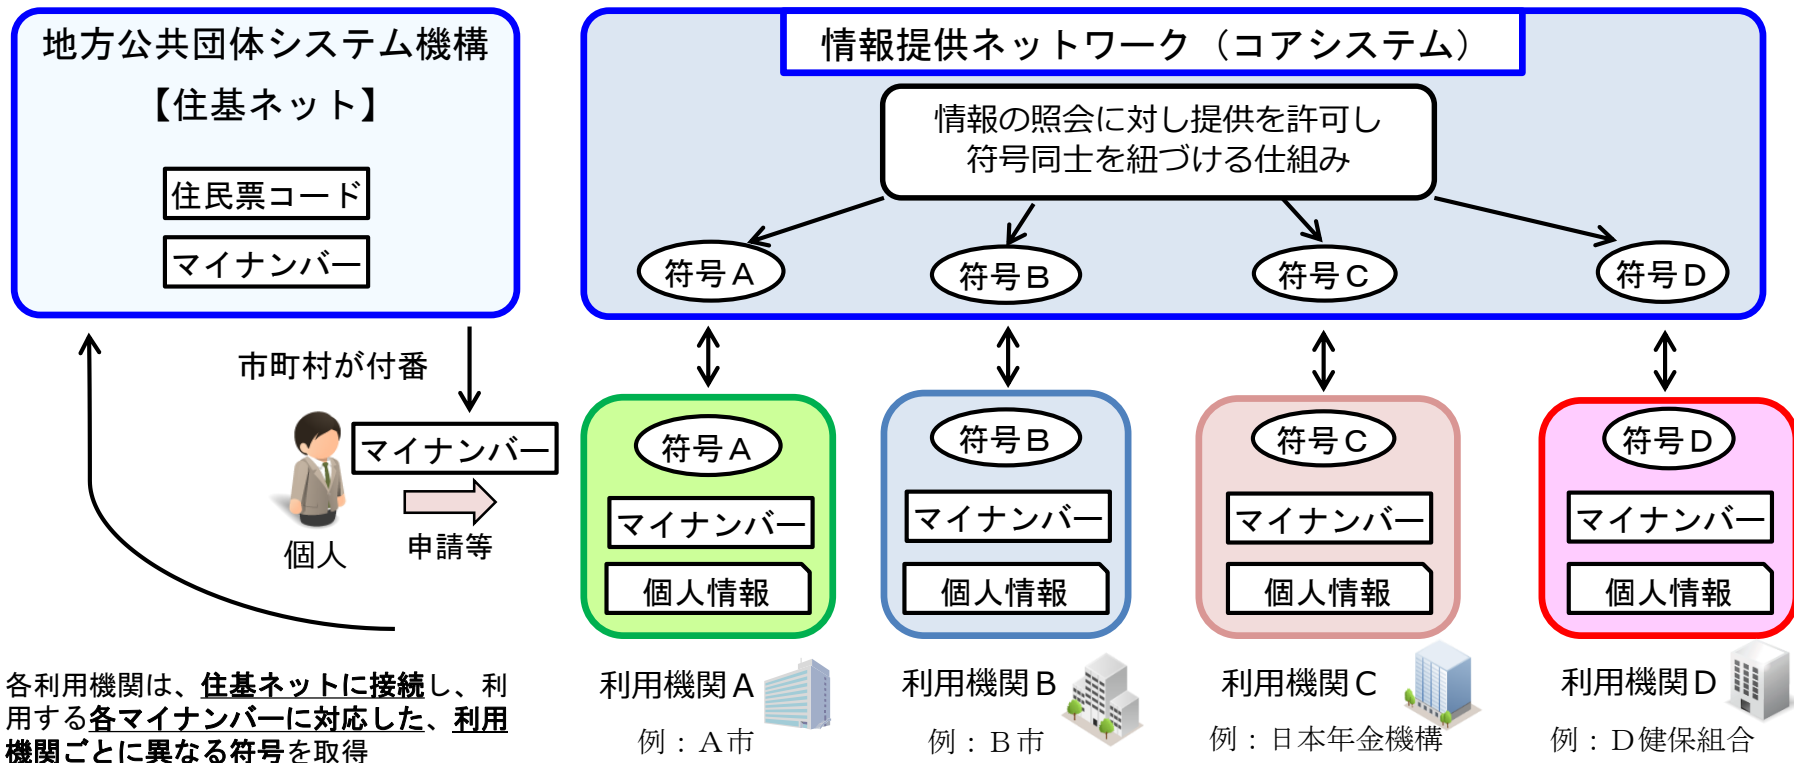 地方公共団体システム機構
【住基ネット】
住民票コード
マイナンバー
情報提供ネットワーク（コアシステム）
情報の照会に対し提供を許可し
符号同士を紐づける仕組み
符号A
符号B
符号C
符号D
市町村が付番
マイナンバー
個人
申請等
符号A
マイナンバー
個人情報
利用機関A
例：A市
符号B
マイナンバー
個人情報
利用機関B
例：B市
符号C
マイナンバー
個人情報
利用機関C
例：日本年金機構
符号D
マイナンバー
個人情報
利用機関D
例：D健保組合
各利用機関は、住基ネットに接続し、利
用する各マイナンバーに対応した、利用
機関ごとに異なる符号を取得